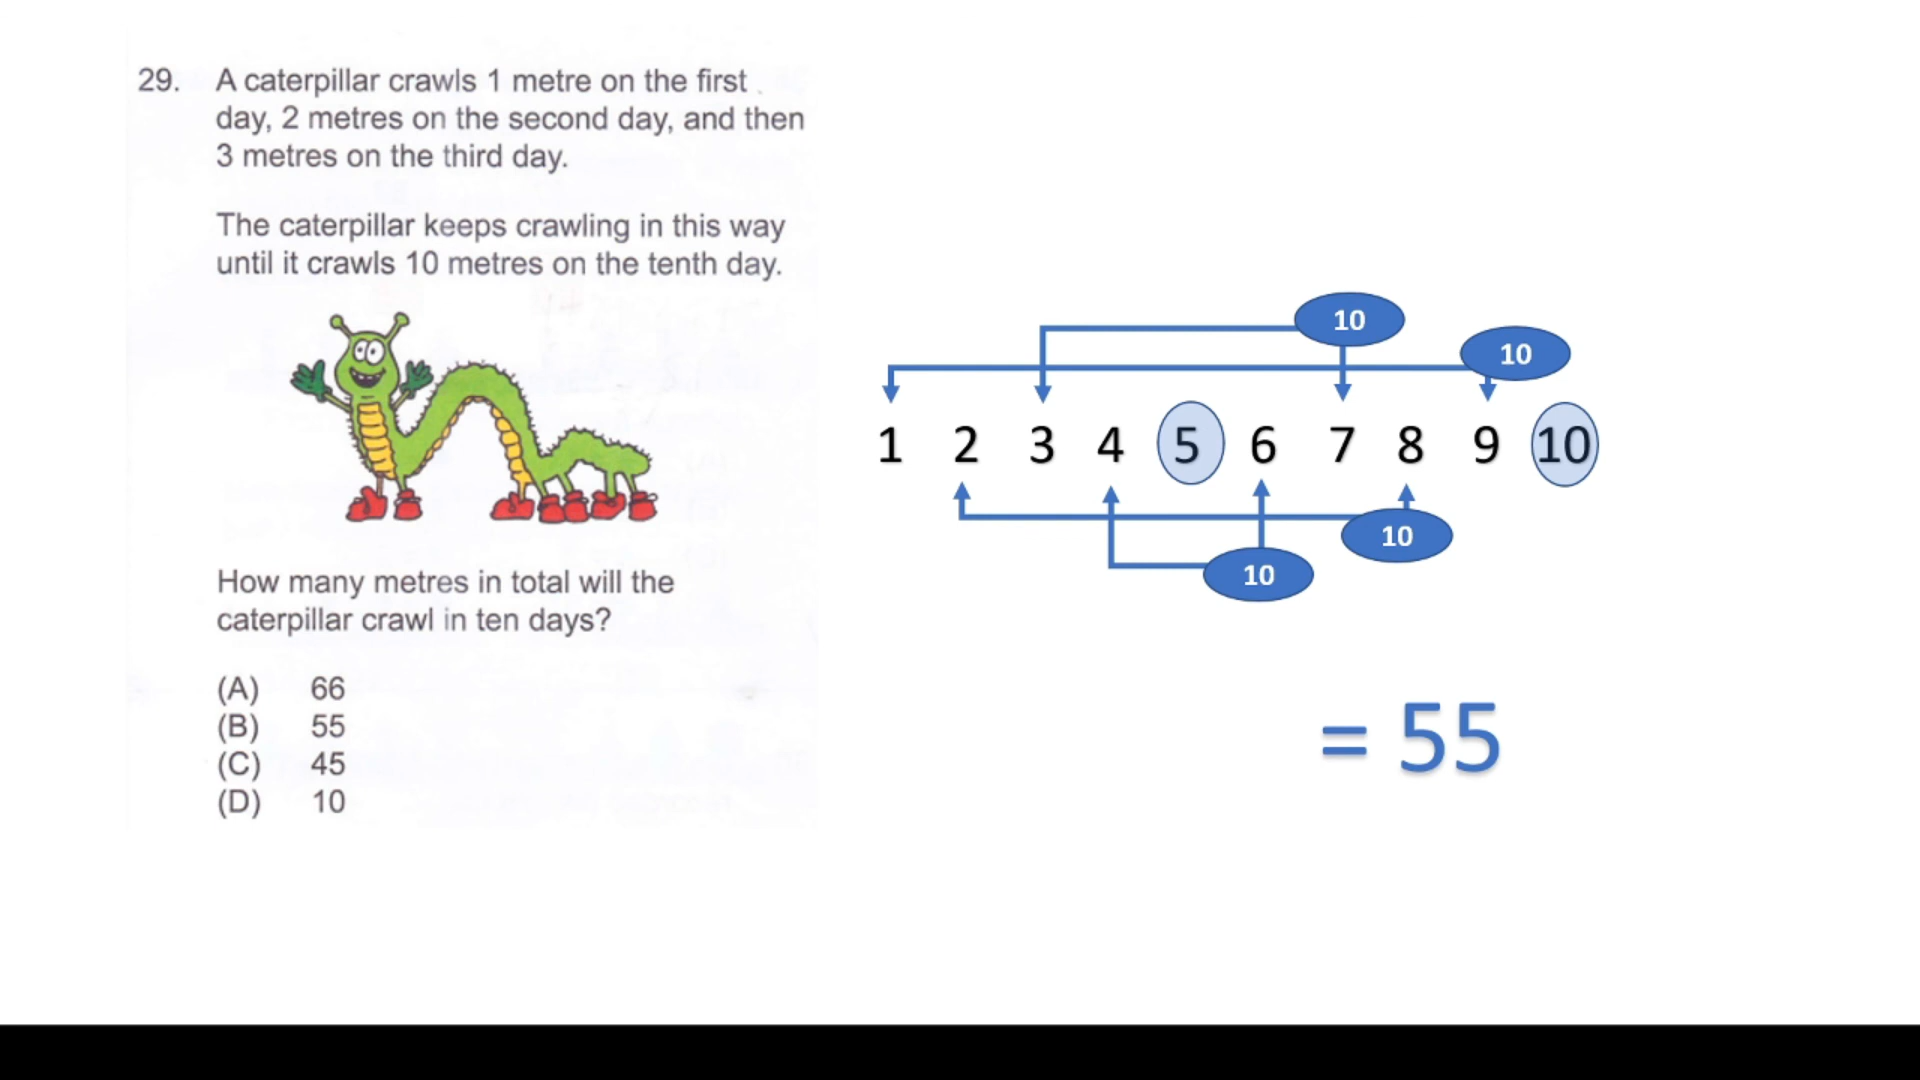 29. A caterpillar crawls 1 metre on the first
day, 2 metres on the second day, and then
3 metres on the third day.
The caterpillar keeps crawling in this way
until it crawls 10 metres on the tenth day.
How many metres in total will the
caterpillar crawl in ten days?
(A) 66
(B) 55
(C) 45
(D) 10
10
10
1 2 3 4 5 6 7 8 9 10
10
10
= 55